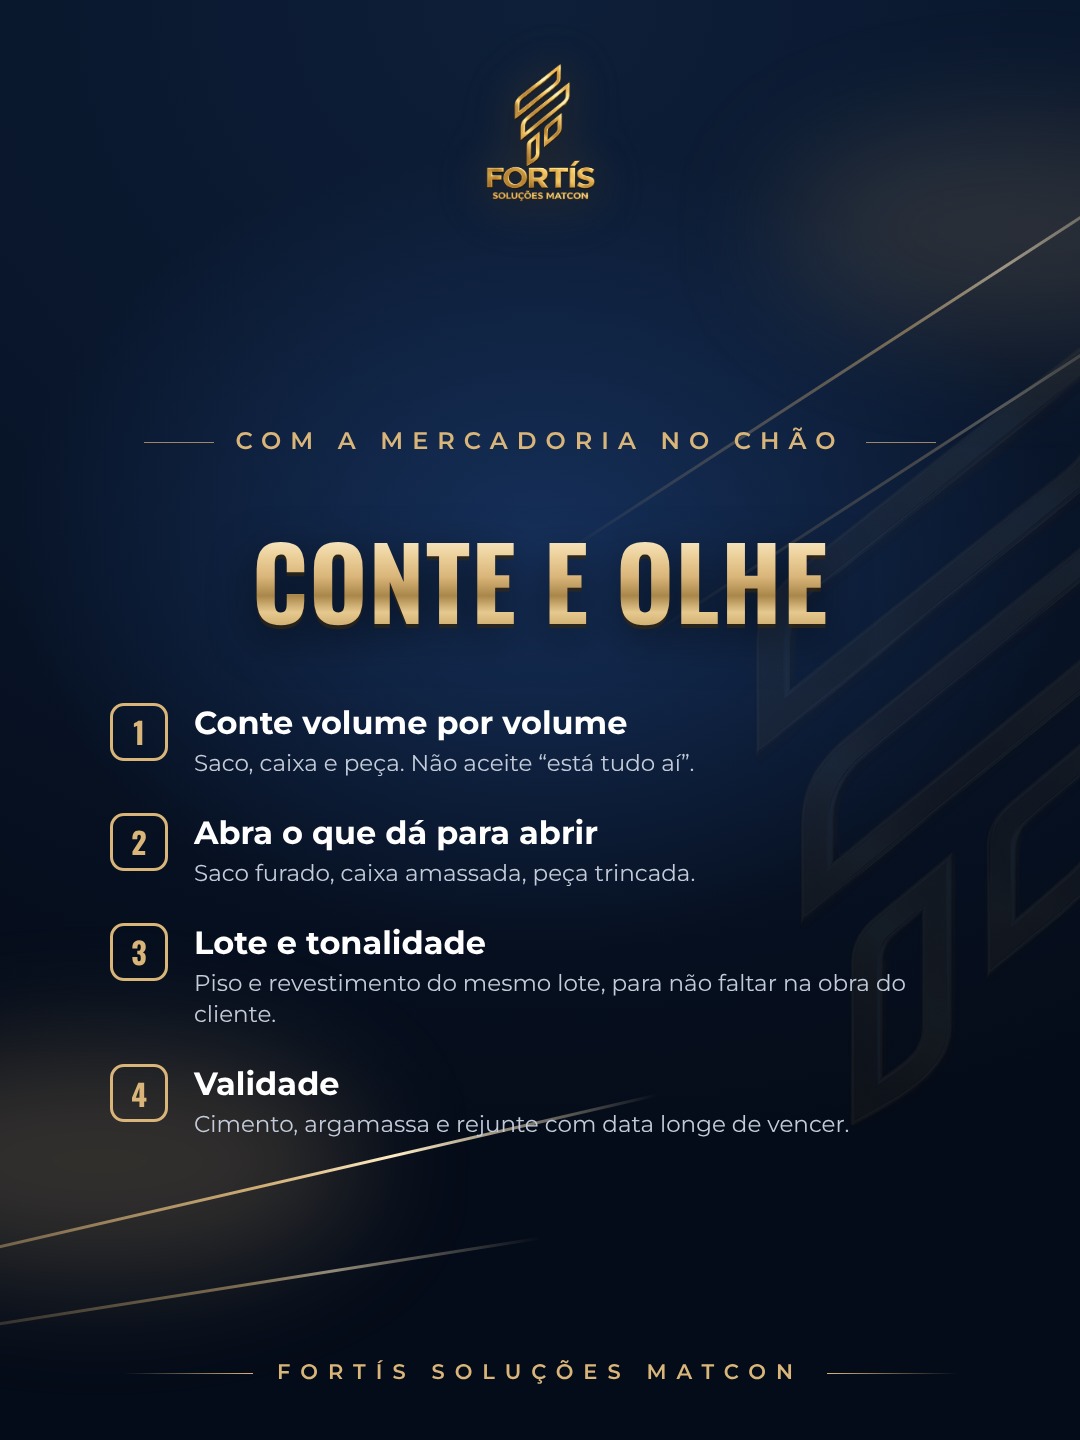 FORTÍS
SOLUÇÕES MATCON
COM A MERCADORIA NO CHÃO
CONTE E OLHE
1
Conte volume por volume
Saco, caixa e peça. Não aceite “está tudo aí”.
2
Abra o que dá para abrir
Saco furado, caixa amassada, peça trincada.
3
Lote e tonalidade
Piso e revestimento do mesmo lote, para não faltar na obra do
cliente.
4
Validade
Cimento, argamassa e rejunte com data longe de vencer.
FORTÍS SOLUÇÕES MATCON